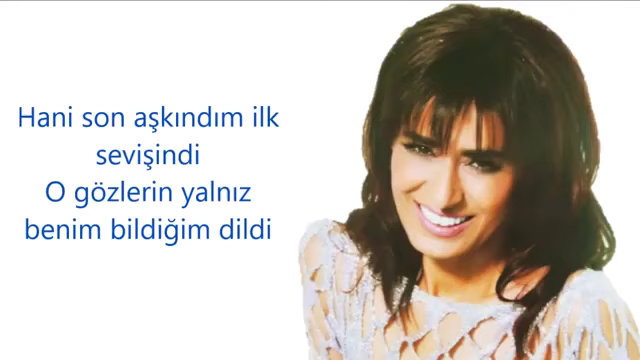 Hani son aşkındım ilk
sevişindi
O gözlerin yalnız
benim bildiğim dildi